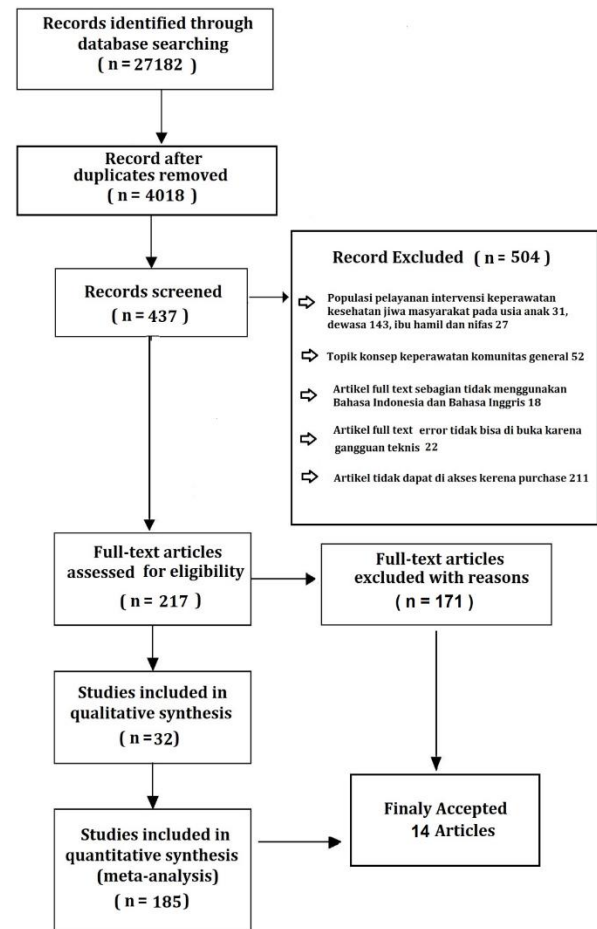 Records identified through
database searching
( n = 27182 )
Record after
duplicates removed
( n = 4018 )
Records screened
( n = 437 )
Record Excluded ( n = 504 )
Populasi pelayanan intervensi keperawatan
kesehatan jiwa masyarakat pada usia anak 31,
dewasa 143, ibu hamil dan nifas 27
Topik konsep keperawatan komunitas general 52
Artikel full text sebagian tidak menggunakan
Bahasa Indonesia dan Bahasa Inggris 18
Artikel full text error tidak bisa di buka karena
gangguan teknis 22
Artikel tidak dapat di akses kerena purchase 211
Full-text articles
assessed for eligibility
( n = 217 )
Full-text articles
excluded with reasons
( n = 171 )
Studies included in
qualitative synthesis
( n =32)
Studies included in
quantitative synthesis
(meta-analysis)
( n = 185)
Finaly Accepted
14 Articles